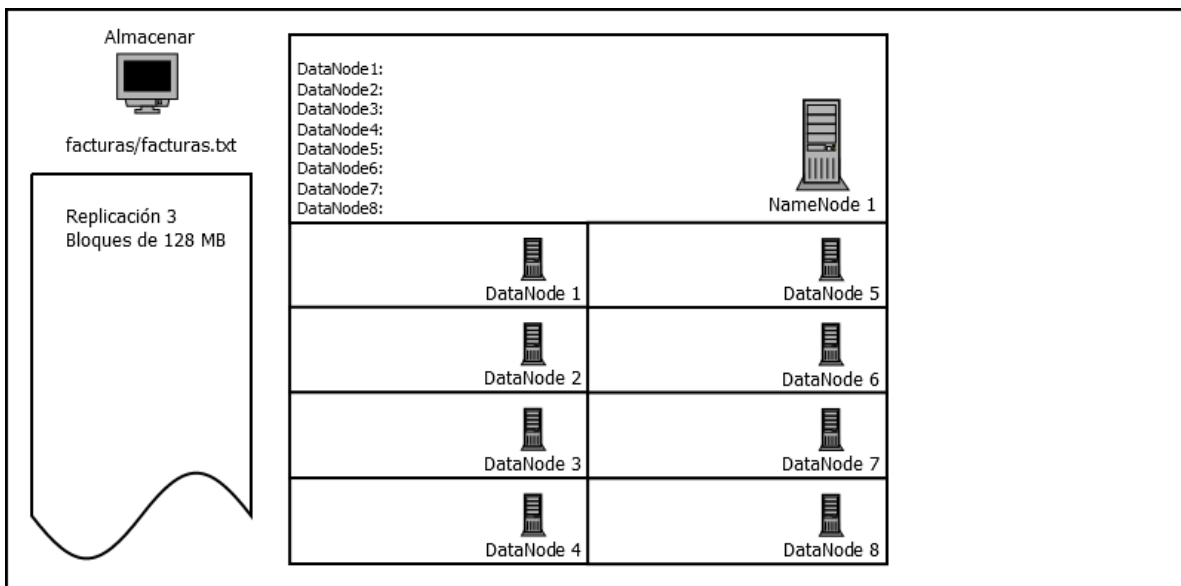 Almacenar
facturas/facturas.txt
Replicación 3
Bloques de 128 MB
DataNode1:
DataNode2:
DataNode3:
DataNode4:
DataNode5:
DataNode6:
DataNode7:
DataNode8:
NameNode 1
DataNode 1
DataNode 5
DataNode 2
DataNode 6
DataNode 3
DataNode 7
DataNode 4
DataNode 8